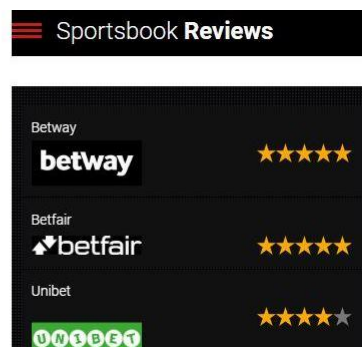 Sportsbook Reviews
Betway
betway
Betfair
betfair
Unibet
UNIBET